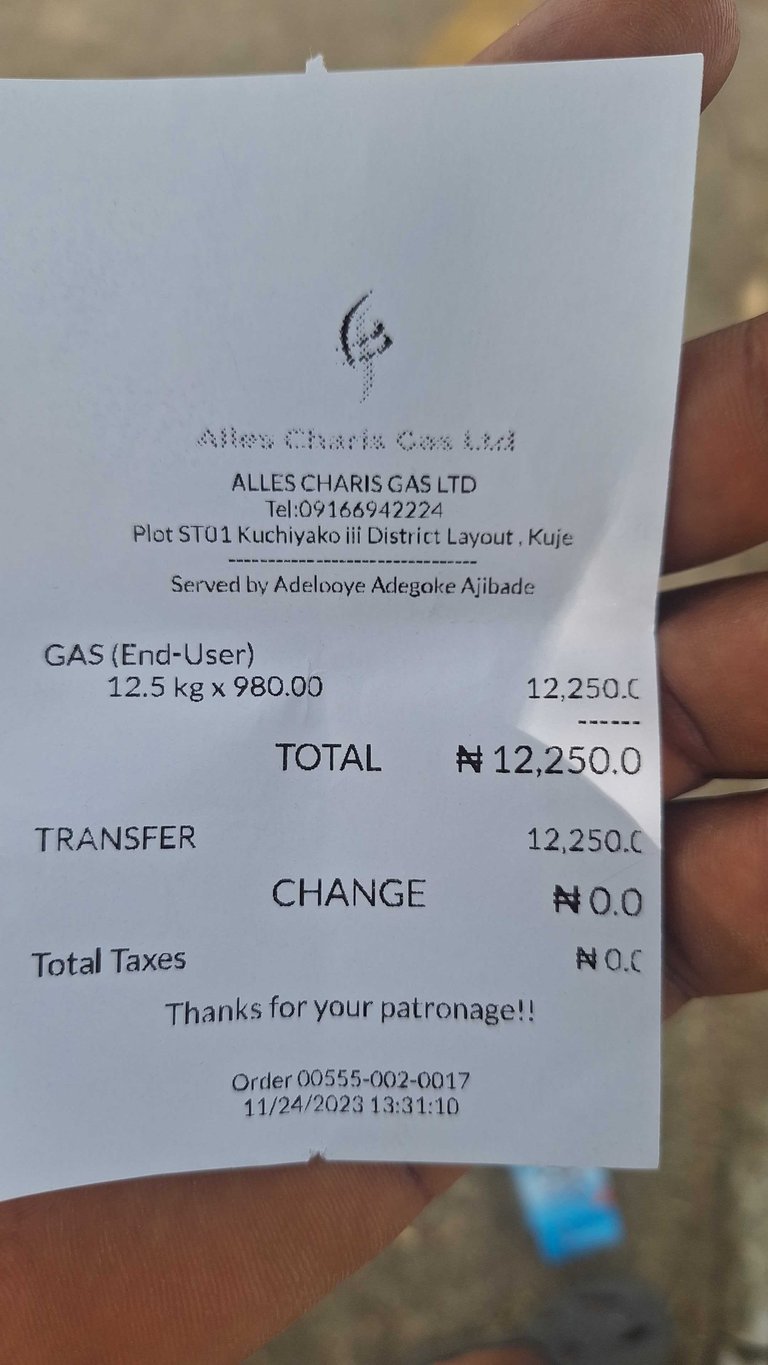 Alles Charis Gas Ltd
ALLES CHARIS GAS LTD
Tel:09166942224
Plot ST01 Kuchiyako iii District Layout , Kuje
--------------------------------
Served by Adelooye Adegoke Ajibade
GAS (End-User)
12.5 kg x 980.00 12,250.0
------
TOTAL ₦ 12,250.0
TRANSFER 12,250.0
CHANGE ₦ 0.0
Total Taxes ₦ 0.0
Thanks for your patronage!!
Order 00555-002-0017
11/24/2023 13:31:10